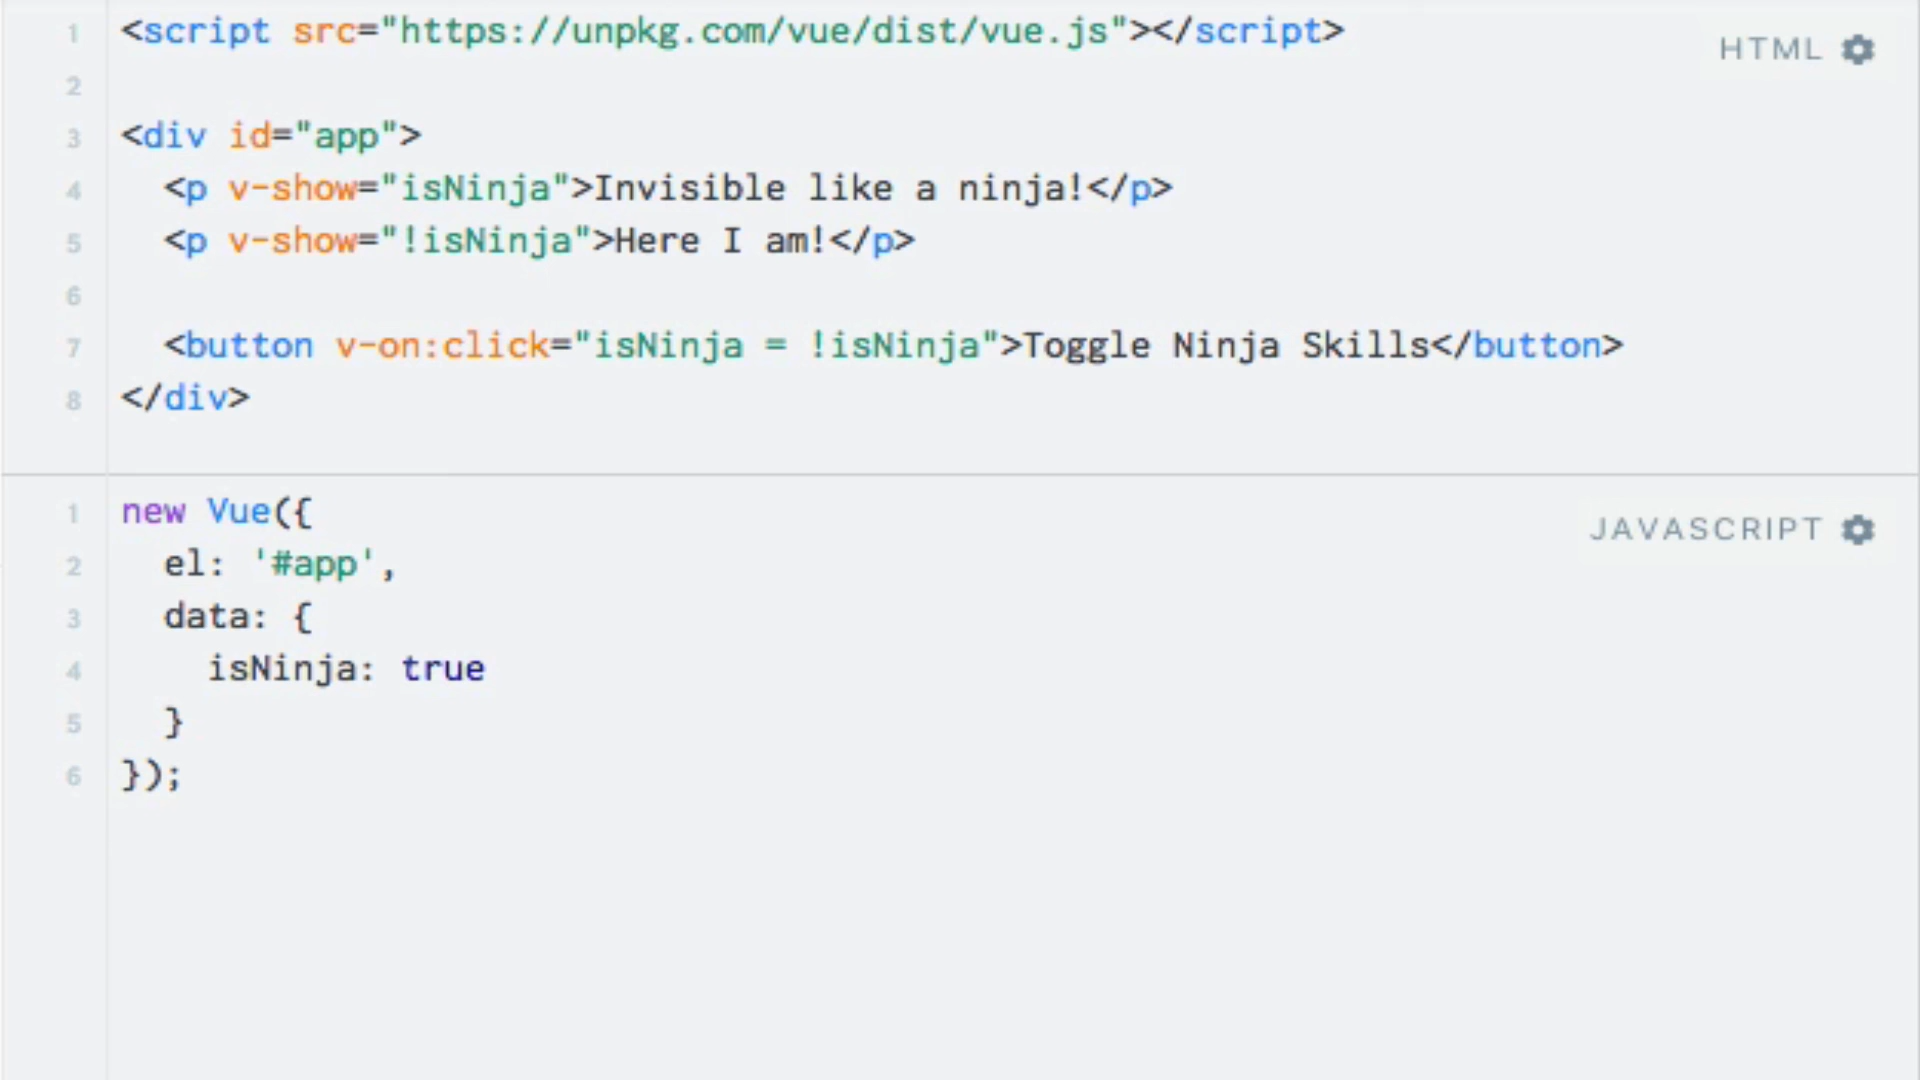 1 <script src="https://unpkg.com/vue/dist/vue.js"></script>
HTML
2
3 <div id="app">
4   <p v-show="isNinja">Invisible like a ninja!</p>
5   <p v-show="!isNinja">Here I am!</p>
6
7   <button v-on:click="isNinja = !isNinja">Toggle Ninja Skills</button>
8 </div>
1 new Vue({
JAVASCRIPT
2   el: '#app',
3   data: {
4     isNinja: true
5   }
6 });